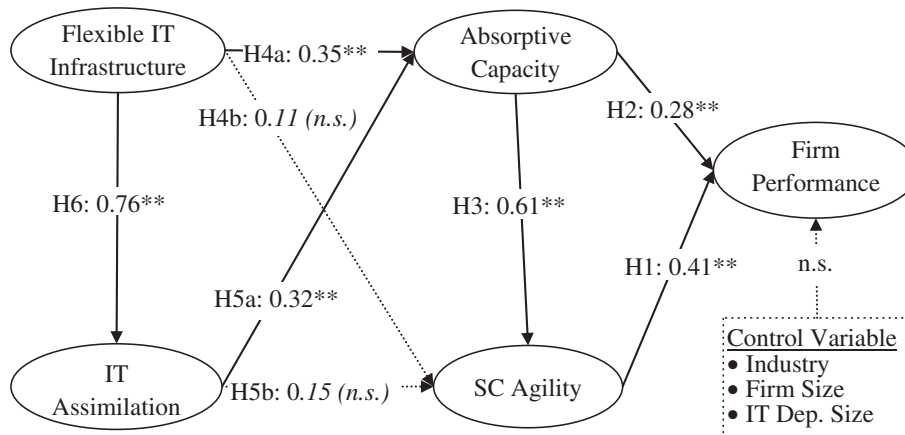 Flexible IT
Infrastructure
H4a: 0.35**
Absorptive
Capacity
H4b: 0.11 (n.s.)
H2: 0.28**
Firm
Performance
H6: 0.76**
H3: 0.61**
H5a: 0.32**
H1: 0.41**
n.s.
IT
Assimilation
H5b: 0.15 (n.s.)
SC Agility
Control Variable
• Industry
• Firm Size
• IT Dep. Size